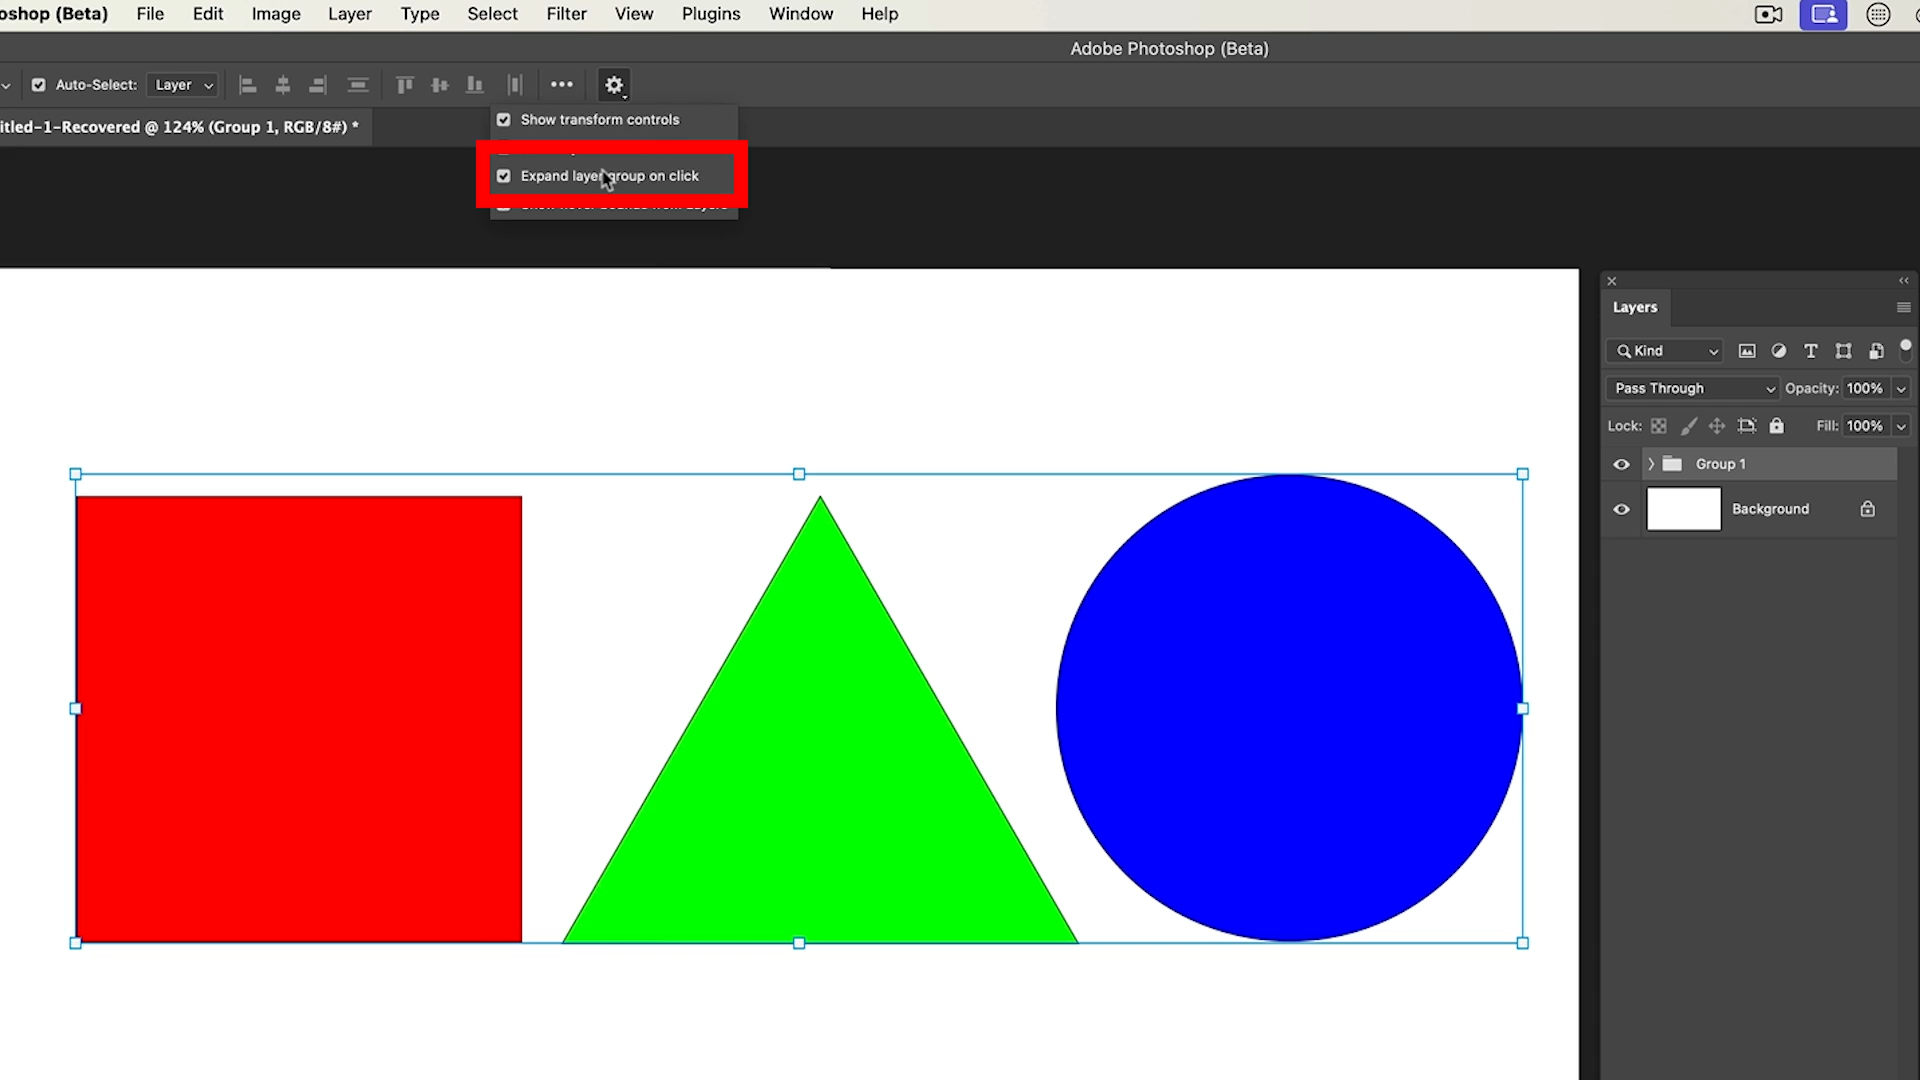 oshop (Beta) File Edit Image Layer Type Select Filter View Plugins Window Help
Adobe Photoshop (Beta)
Auto-Select: Layer
itled-1-Recovered @ 124% (Group 1, RGB/8#) *
Show transform controls
Expand layer group on click
Layers
Kind
Pass Through Opacity: 100%
Lock: Fill: 100%
Group 1
Background